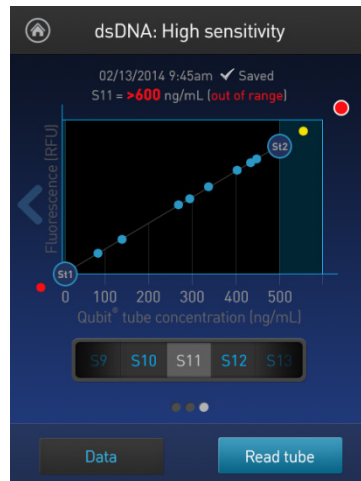 dsDNA: High sensitivity
02/13/2014 9:45am ✓ Saved
S11 = >600 ng/mL (out of range)
Fluorescence (RFU)
St2
St1
0 100 200 300 400 500
Qubit® tube concentration (ng/mL)
S9 S10 S11 S12 S13
Data Read tube